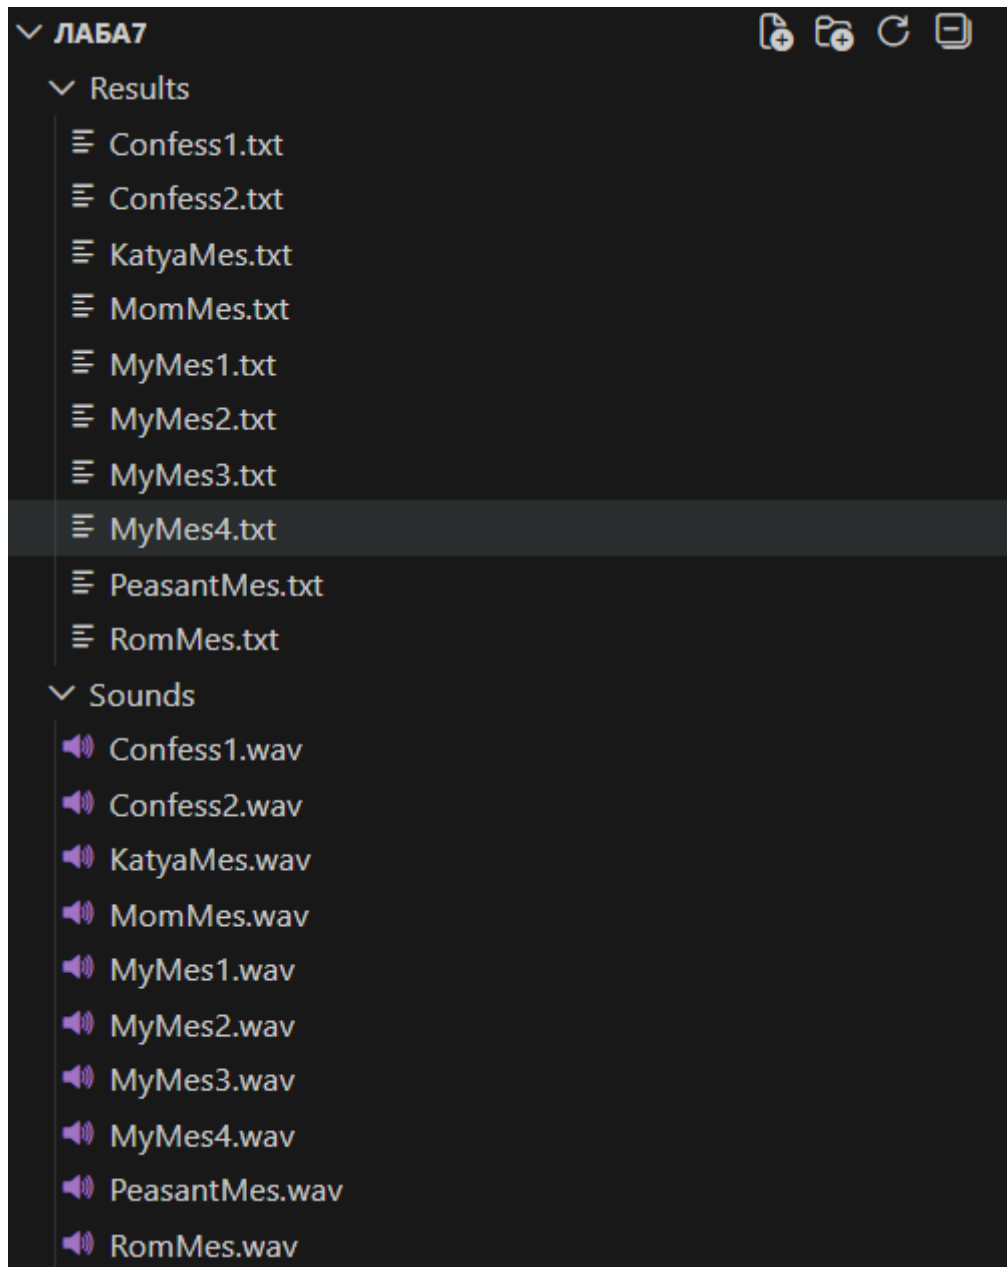 ЛАБА7
Results
Confess1.txt
Confess2.txt
KatyaMes.txt
MomMes.txt
MyMes1.txt
MyMes2.txt
MyMes3.txt
MyMes4.txt
PeasantMes.txt
RomMes.txt
Sounds
Confess1.wav
Confess2.wav
KatyaMes.wav
MomMes.wav
MyMes1.wav
MyMes2.wav
MyMes3.wav
MyMes4.wav
PeasantMes.wav
RomMes.wav